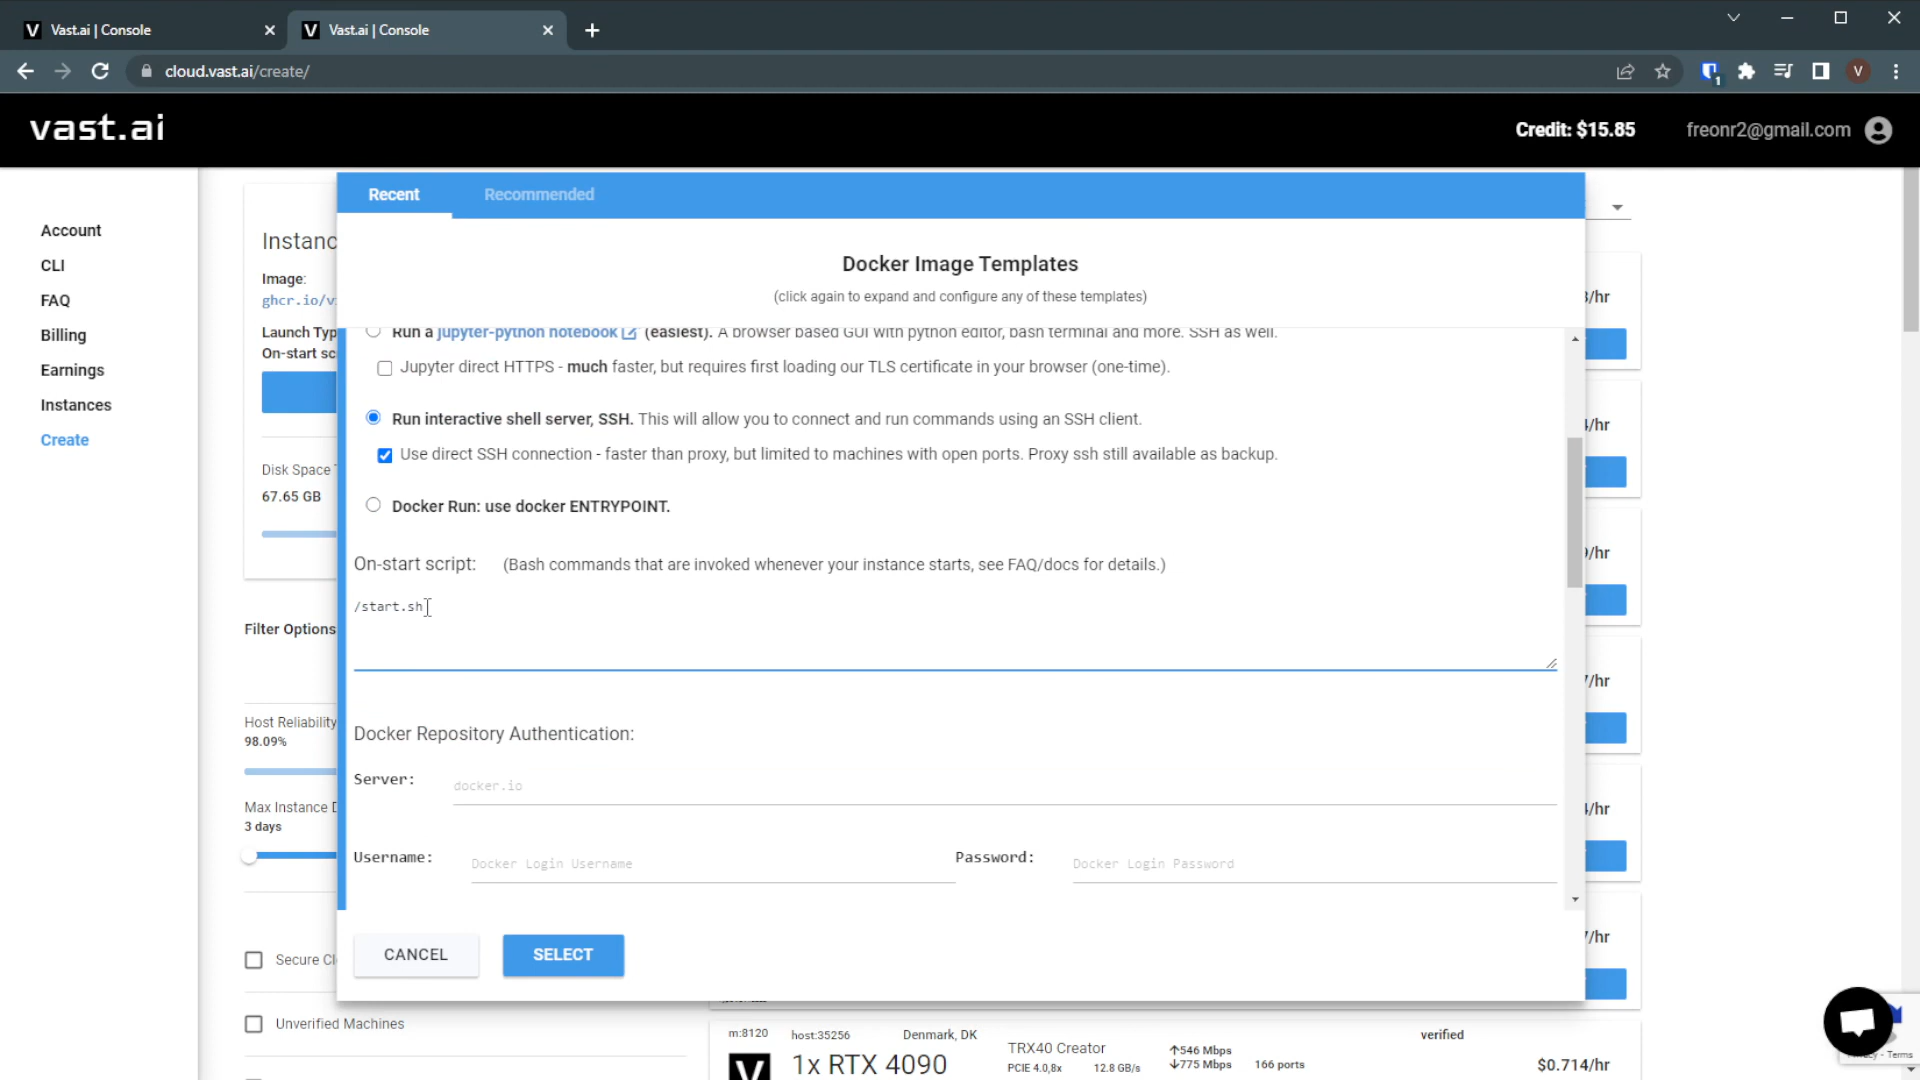 Vast.ai | Console
Vast.ai | Console
cloud.vast.ai/create/
1
V
vast.ai
Credit: $15.85
freonr2@gmail.com
Account
CLI
FAQ
Billing
Earnings
Instances
Create
Instanc
Image:
ghcr.io/v
Launch Typ
On-start sc
Disk Space
67.65 GB
Filter Options
Host Reliability
98.09%
Max Instance D
3 days
Secure Cl
Unverified Machines
Recent
Recommended
Docker Image Templates
(click again to expand and configure any of these templates)
Run a jupyter-python notebook (easiest). A browser based GUI with python editor, bash terminal and more. SSH as well.
Jupyter direct HTTPS - much faster, but requires first loading our TLS certificate in your browser (one-time).
Run interactive shell server, SSH. This will allow you to connect and run commands using an SSH client.
Use direct SSH connection - faster than proxy, but limited to machines with open ports. Proxy ssh still available as backup.
Docker Run: use docker ENTRYPOINT.
On-start script: (Bash commands that are invoked whenever your instance starts, see FAQ/docs for details.)
/start.sh
Docker Repository Authentication:
Server: docker.io
Username: Docker Login Username Password: Docker Login Password
CANCEL
SELECT
/hr
/hr
/hr
/hr
/hr
/hr
m:8120 host:35256 Denmark, DK verified
1x RTX 4090
TRX40 Creator
PCIE 4.0,8x 12.8 GB/s
↑546 Mbps
↓775 Mbps
166 ports
$0.714/hr
Terms